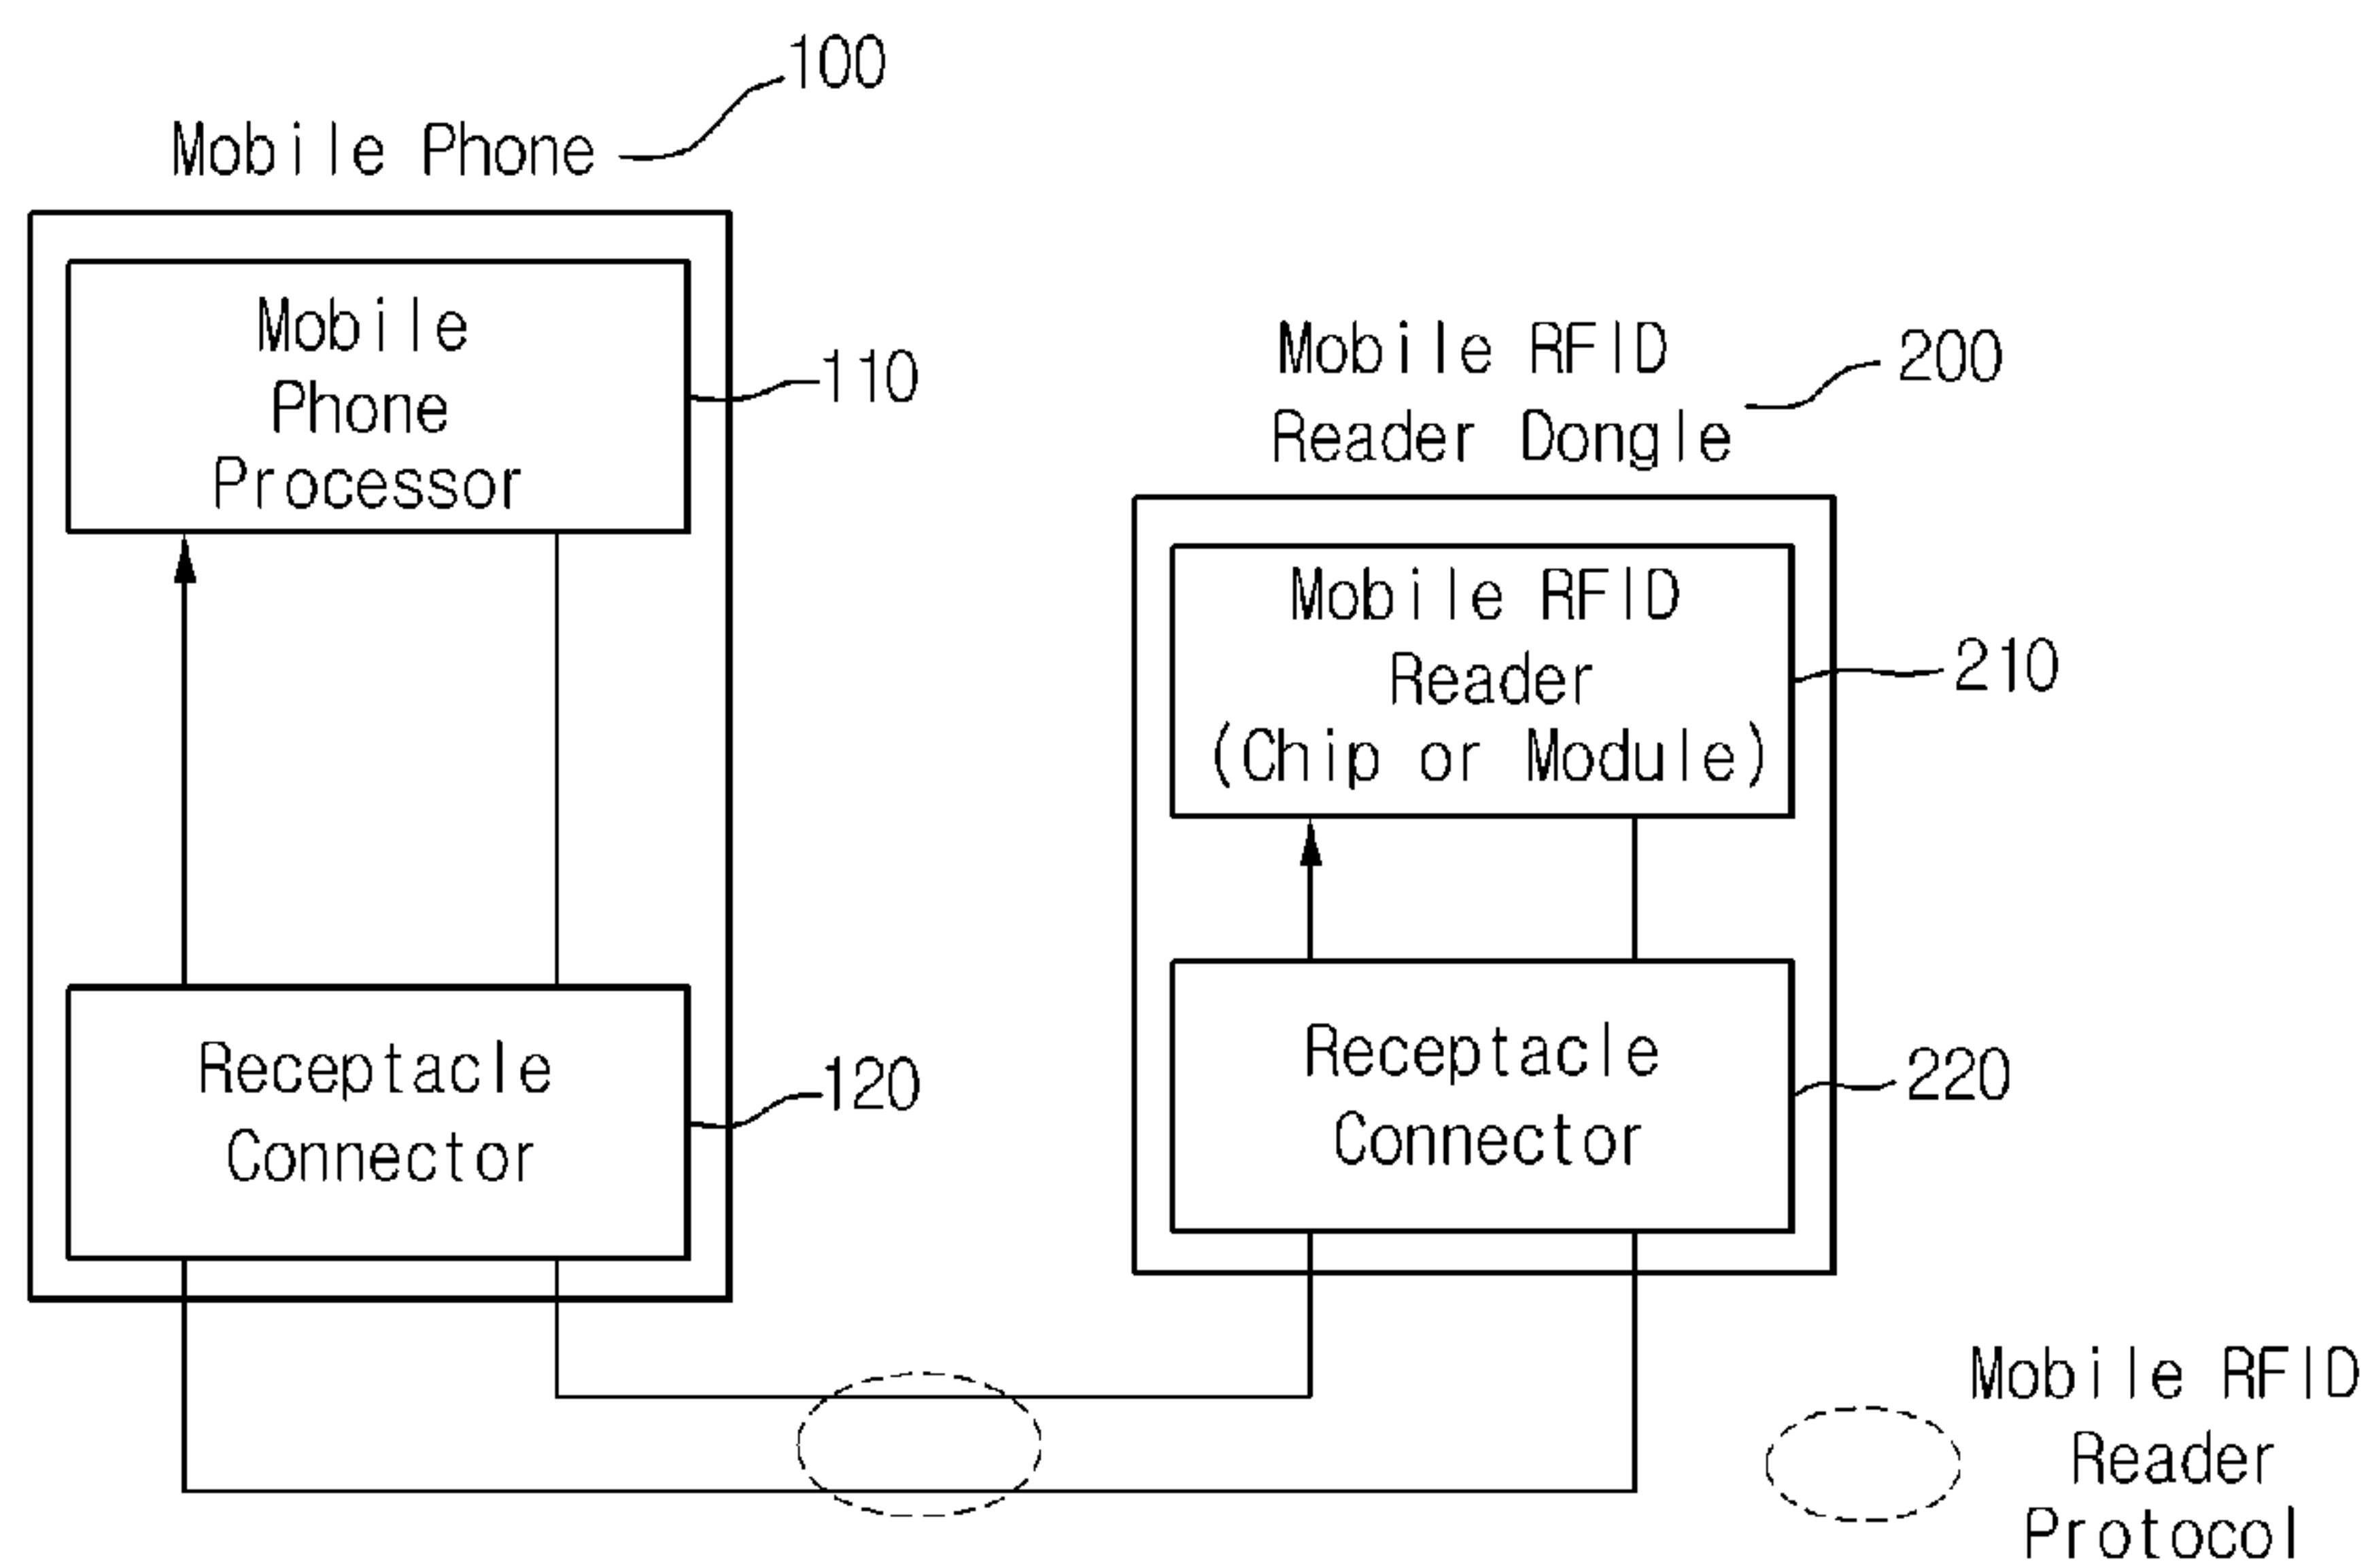 100
Mobile Phone
Mobile
Phone
Processor
110
Receptacle
Connector
120
Mobile RFID
Reader Dongle
200
Mobile RFID
Reader
(Chip or Module)
210
Receptacle
Connector
220
Mobile RFID
Reader
Protocol